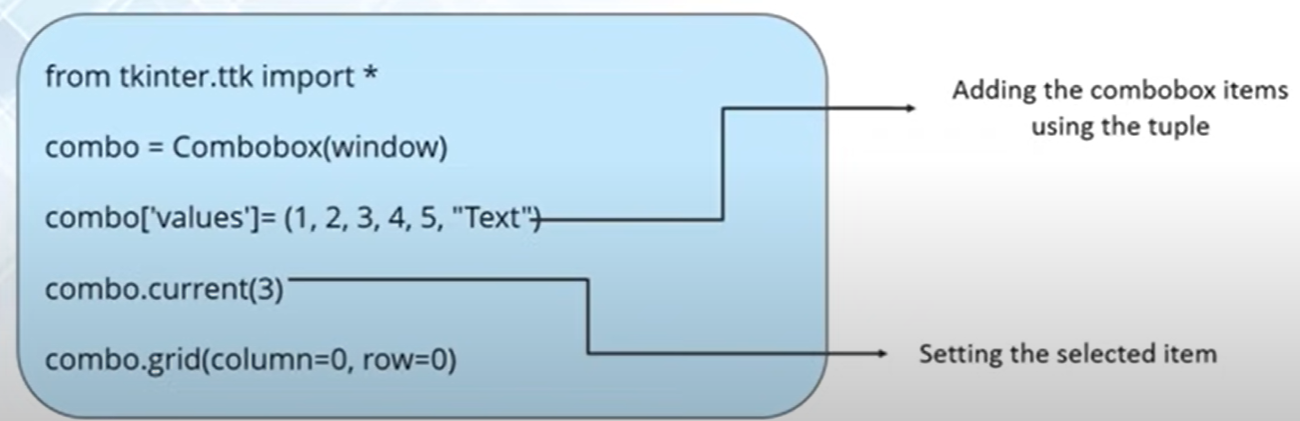 from tkinter.ttk import *
combo = Combobox(window)
combo['values']= (1, 2, 3, 4, 5, "Text")
combo.current(3)
combo.grid(column=0, row=0)
Adding the combobox items
using the tuple
Setting the selected item